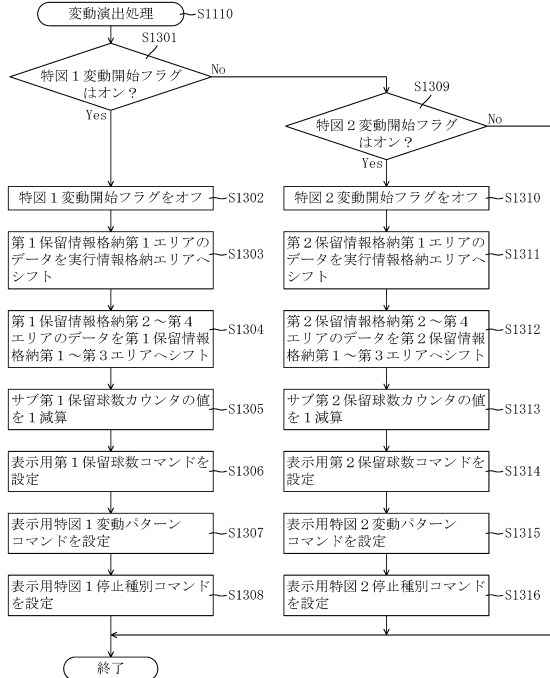 変動演出処理
S1110
S1301
特図１変動開始フラグ
はオン？
No
Yes
S1309
特図２変動開始フラグ
はオン？
No
Yes
特図１変動開始フラグをオフ
S1302
第１保留情報格納第１エリアの
データを実行情報格納エリアへ
シフト
S1303
第１保留情報格納第２～第４
エリアのデータを第１保留情報
格納第１～第３エリアへシフト
S1304
サブ第１保留球数カウンタの値
を１減算
S1305
表示用第１保留球数コマンドを
設定
S1306
表示用特図１変動パターン
コマンドを設定
S1307
表示用特図１停止種別コマンド
を設定
S1308
特図２変動開始フラグをオフ
S1310
第２保留情報格納第１エリアの
データを実行情報格納エリアへ
シフト
S1311
第２保留情報格納第２～第４
エリアのデータを第２保留情報
格納第１～第３エリアへシフト
S1312
サブ第２保留球数カウンタの値
を１減算
S1313
表示用第２保留球数コマンドを
設定
S1314
表示用特図２変動パターン
コマンドを設定
S1315
表示用特図２停止種別コマンド
を設定
S1316
終了